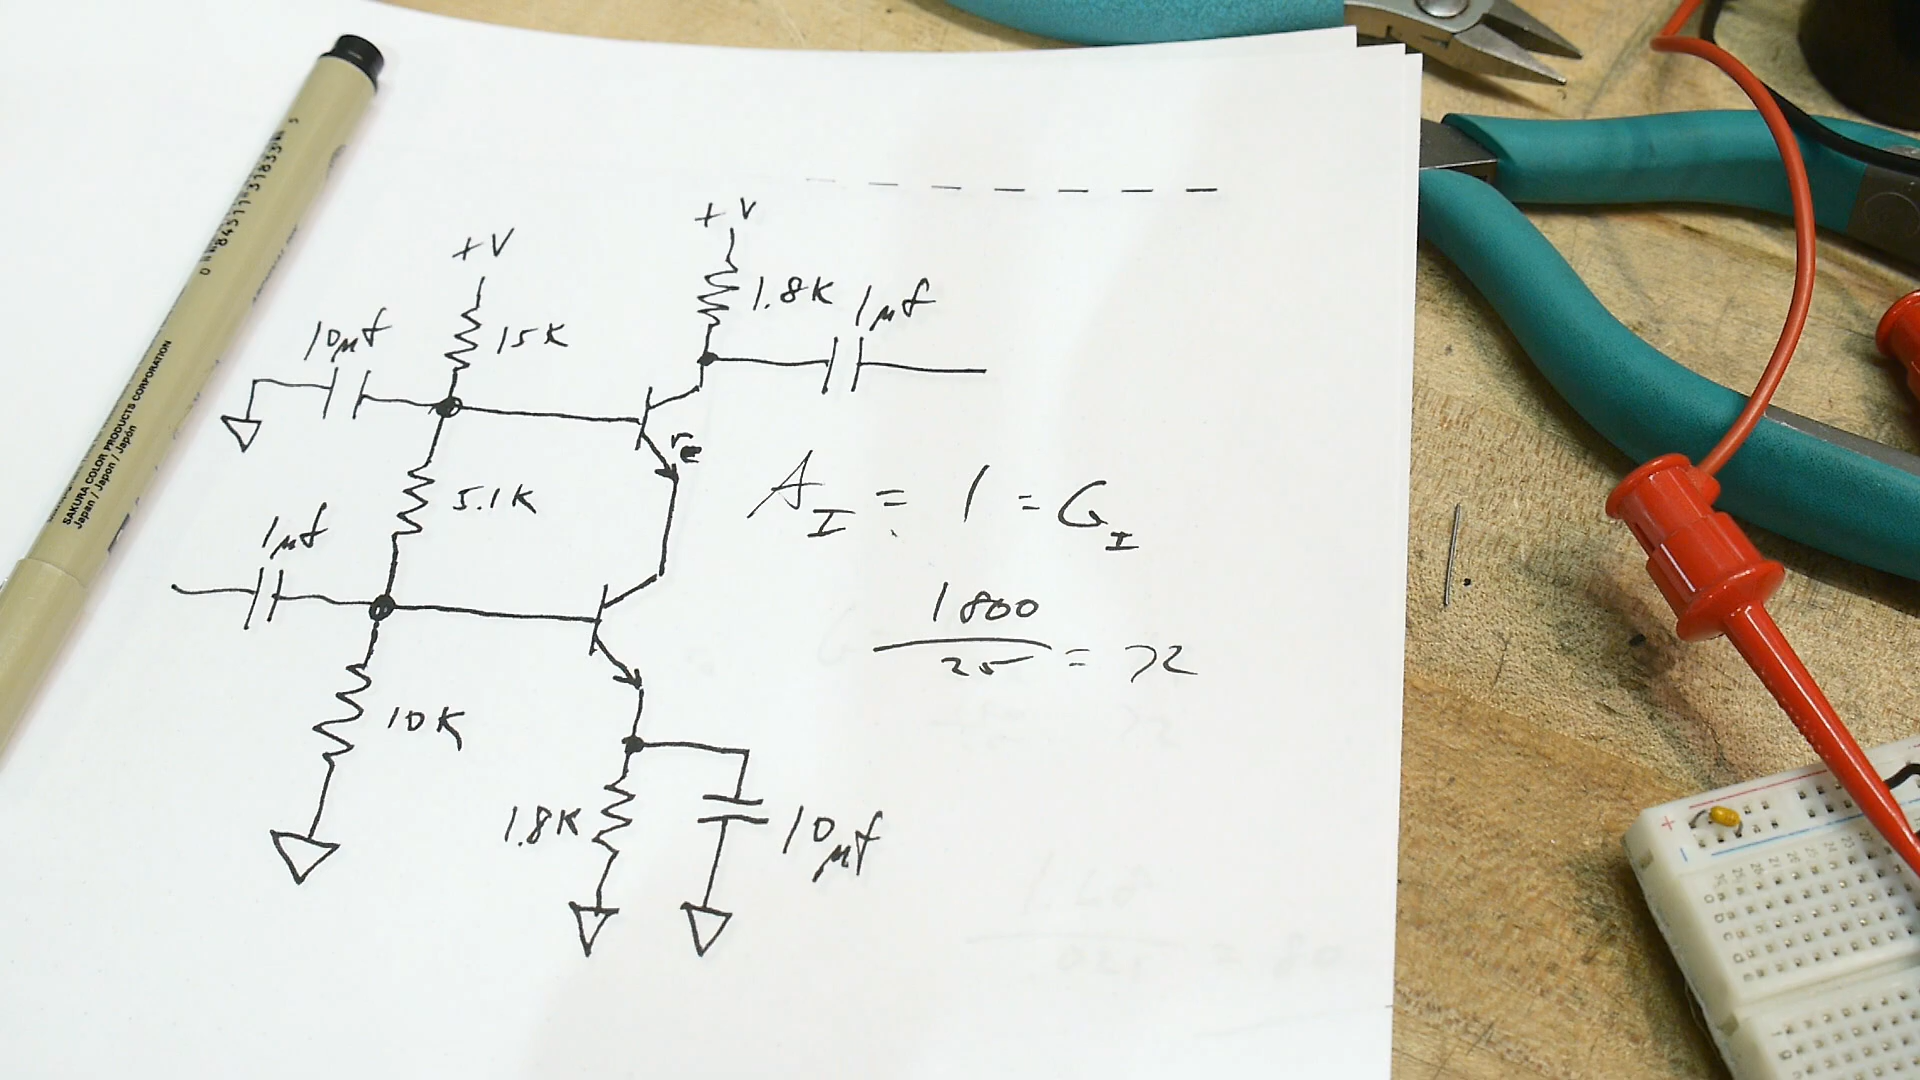 +V
+V
1.8K
1μf
10μf
15K
re
5.1K
A_I = 1 = G_I
1μf
1800
25
= 72
10K
1.8K
10μf
SAKURA COLOR PRODUCTS CORPORATION
Japan / Japon / Japón
+